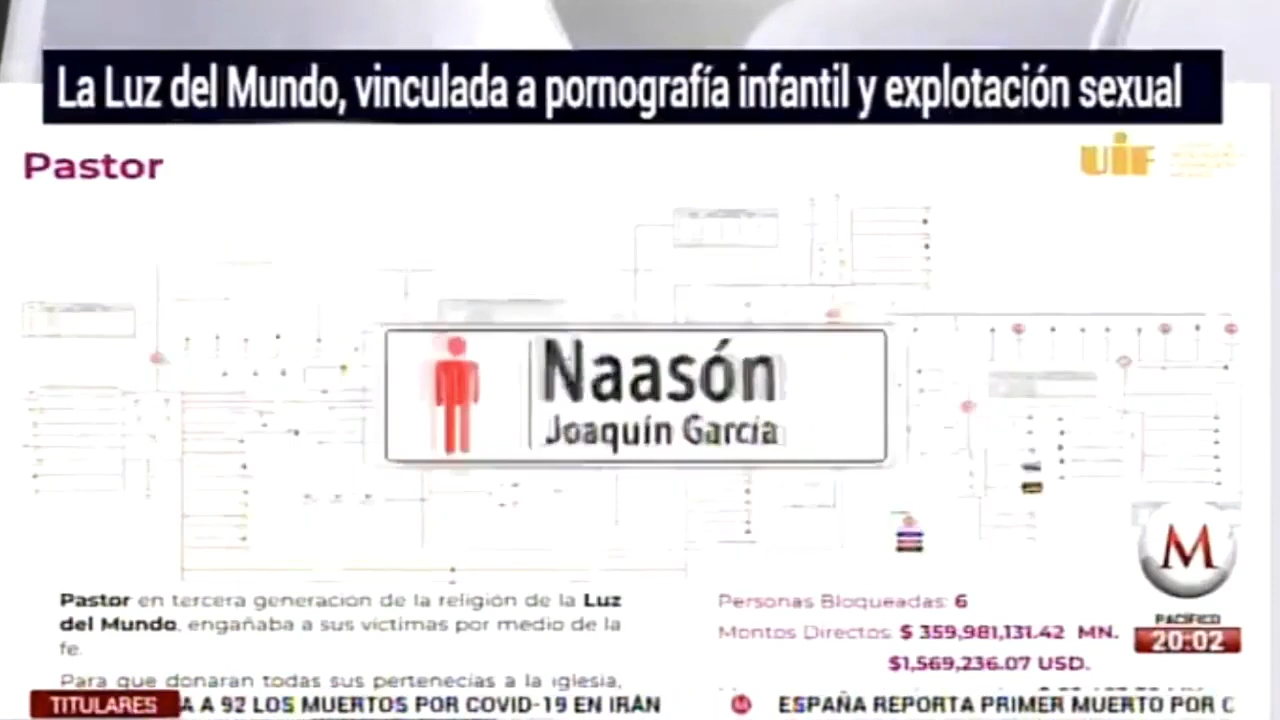 La Luz del Mundo, vinculada a pornografía infantil y explotación sexual
Pastor
UIF
Naasón
Joaquín García
Pastor en tercera generación de la religión de la Luz
del Mundo, engañaba a sus víctimas por medio de la
fe.
Para que donaran todas sus pertenecías a la iglesia,
Personas Bloqueadas: 6
Montos Directos: $ 359,981,131.42 MN.
$1,569,236.07 USD.
M
PACÍFICO
20:02
TITULARES
A A 92 LOS MUERTOS POR COVID-19 EN IRÁN
M ESPAÑA REPORTA PRIMER MUERTO POR C